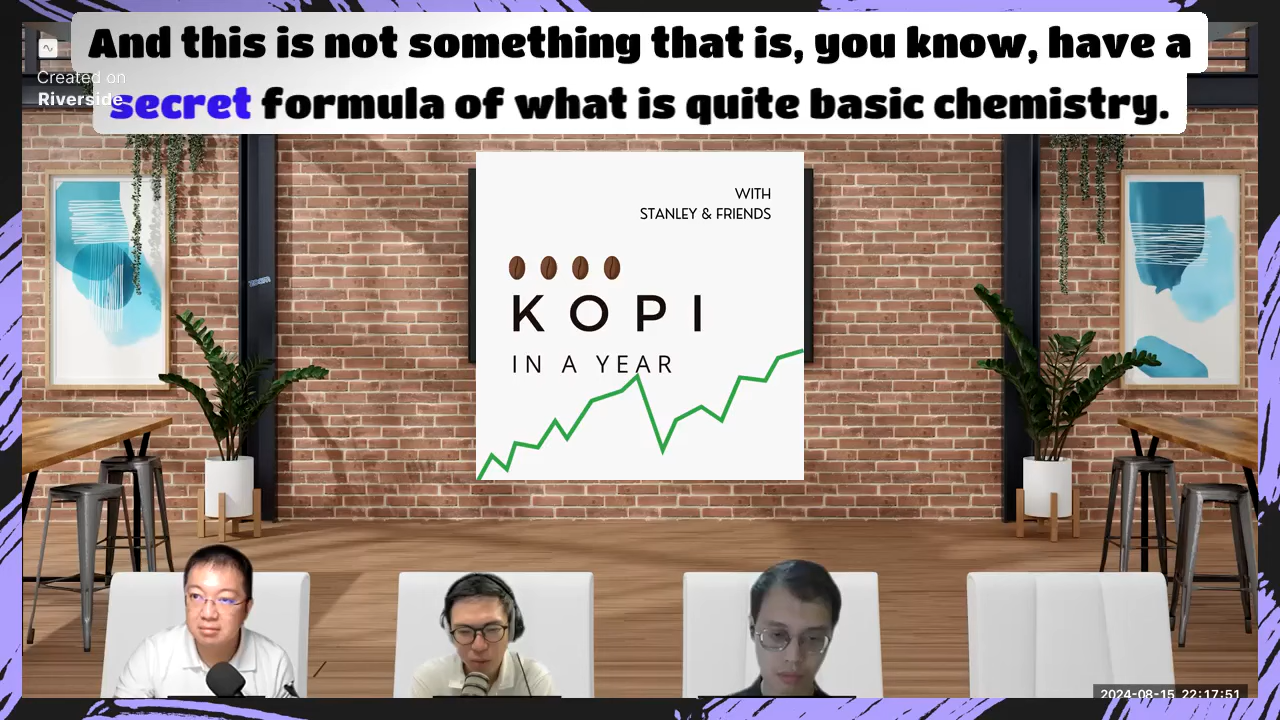 And this is not something that is, you know, have a
secret formula of what is quite basic chemistry.
Created on
Riverside
WITH
STANLEY & FRIENDS
KOPI
IN A YEAR
2024-08-15 22:17:51